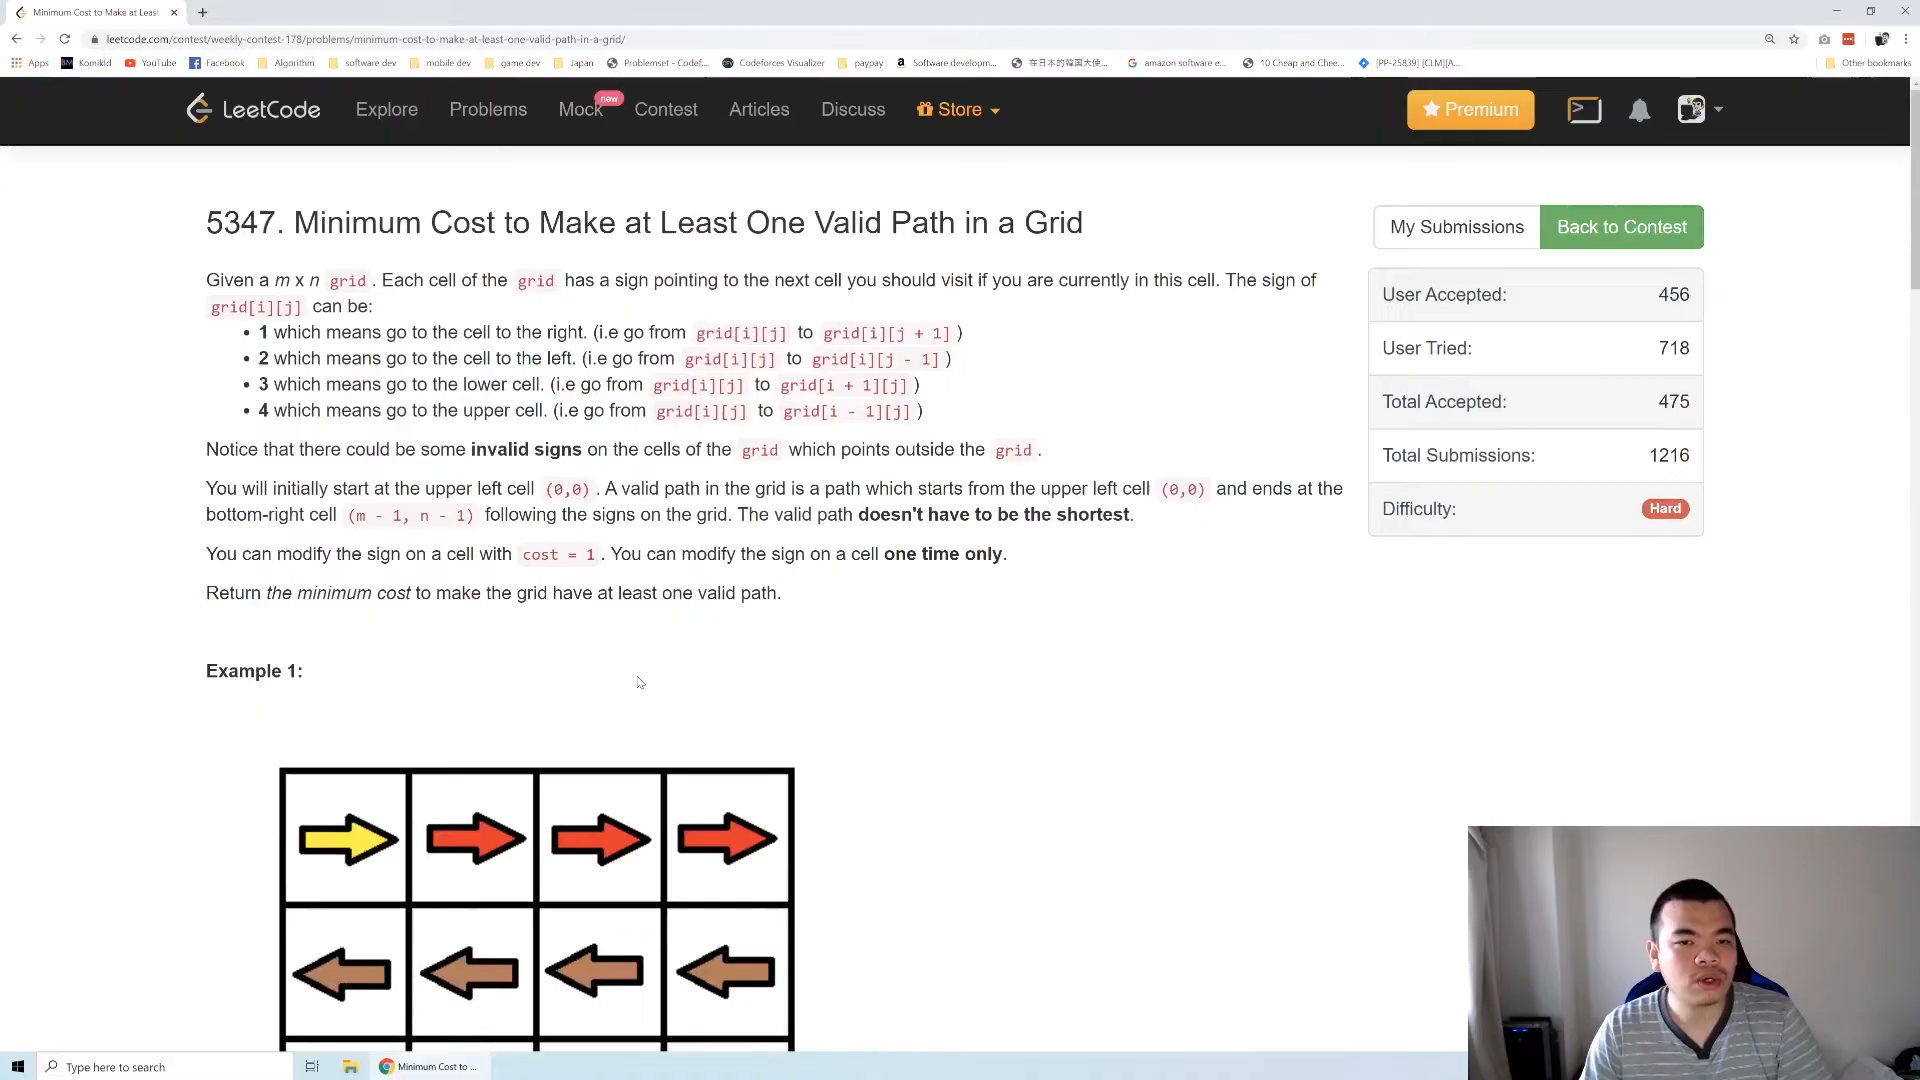 Minimum Cost to Make at Least
leetcode.com/contest/weekly-contest-178/problems/minimum-cost-to-make-at-least-one-valid-path-in-a-grid/
Apps KomikId YouTube Facebook Algorithm software dev mobile dev game dev Japan Problemset - Codef... Codeforces Visualizer paypay Software developm... 在日本的韓国大使... amazon software e... 10 Cheap and Chee... [PP-25839] [CLM][A... Other bookmarks
LeetCode Explore Problems Mock new Contest Articles Discuss Store Premium
5347. Minimum Cost to Make at Least One Valid Path in a Grid
My Submissions Back to Contest
Given a m x n grid . Each cell of the grid has a sign pointing to the next cell you should visit if you are currently in this cell. The sign of
grid[i][j] can be:
1 which means go to the cell to the right. (i.e go from grid[i][j] to grid[i][j + 1] )
2 which means go to the cell to the left. (i.e go from grid[i][j] to grid[i][j - 1] )
3 which means go to the lower cell. (i.e go from grid[i][j] to grid[i + 1][j] )
4 which means go to the upper cell. (i.e go from grid[i][j] to grid[i - 1][j] )
Notice that there could be some invalid signs on the cells of the grid which points outside the grid .
You will initially start at the upper left cell (0,0) . A valid path in the grid is a path which starts from the upper left cell (0,0) and ends at the
bottom-right cell (m - 1, n - 1) following the signs on the grid. The valid path doesn't have to be the shortest.
You can modify the sign on a cell with cost = 1 . You can modify the sign on a cell one time only.
Return the minimum cost to make the grid have at least one valid path.
Example 1:
User Accepted: 456
User Tried: 718
Total Accepted: 475
Total Submissions: 1216
Difficulty: Hard
Type here to search
Minimum Cost to ...